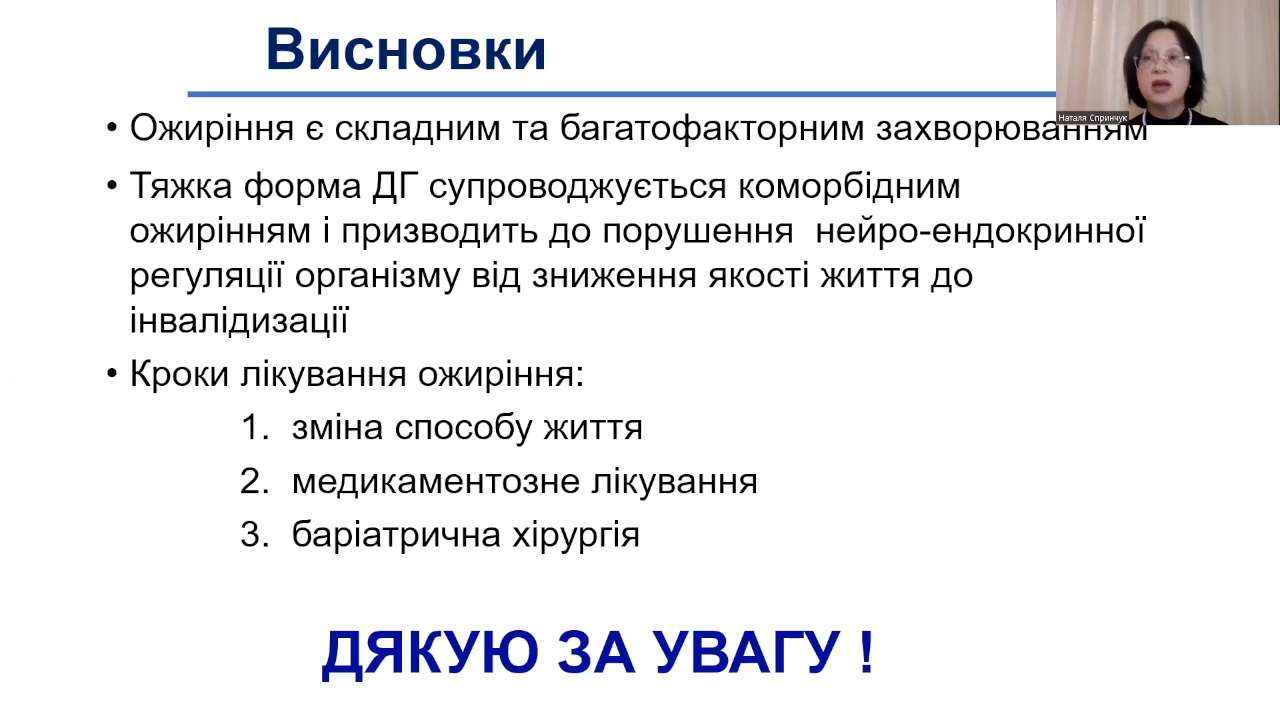 Висновки
Наталя Спринчук
• Ожиріння є складним та багатофакторним захворюванням
• Тяжка форма ДГ супроводжується коморбідним
ожирінням і призводить до порушення нейро-ендокринної
регуляції організму від зниження якості життя до
інвалідизації
• Кроки лікування ожиріння:
1. зміна способу життя
2. медикаментозне лікування
3. баріатрична хірургія
ДЯКУЮ ЗА УВАГУ !